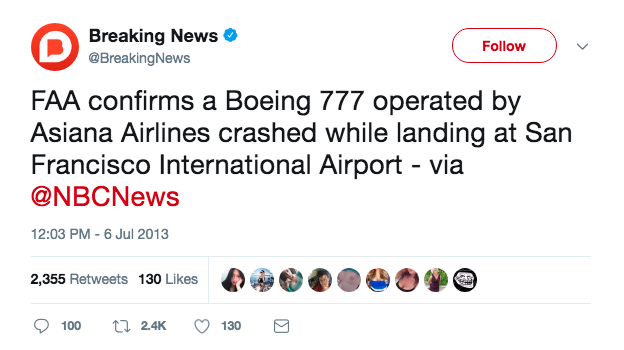 Breaking News
@BreakingNews
Follow
FAA confirms a Boeing 777 operated by
Asiana Airlines crashed while landing at San
Francisco International Airport - via
@NBCNews
12:03 PM - 6 Jul 2013
2,355 Retweets 130 Likes
100 2.4K 130